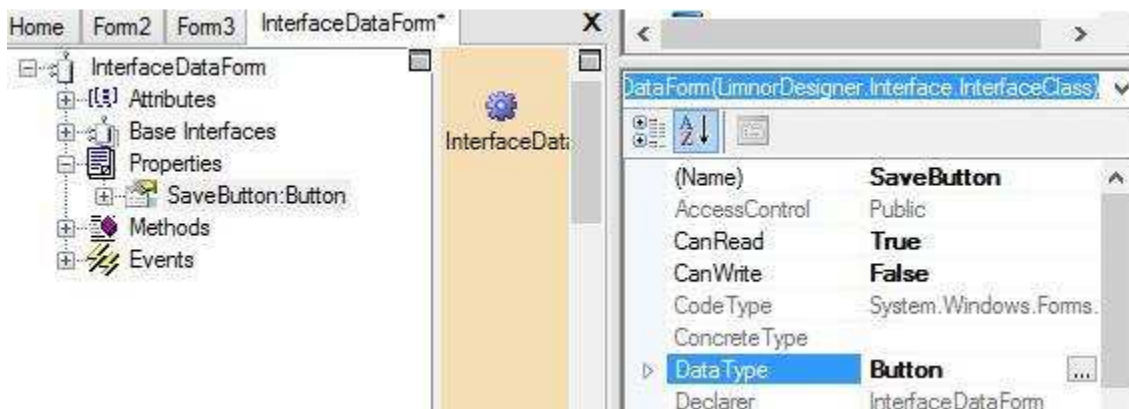 Home Form2 Form3 InterfaceDataForm* X
InterfaceDataForm
Attributes
Base Interfaces
Properties
SaveButton:Button
Methods
Events
InterfaceData
DataForm(LimnorDesigner.Interface.InterfaceClass)
(Name) SaveButton
AccessControl Public
CanRead True
CanWrite False
CodeType System.Windows.Forms.
ConcreteType
DataType Button ...
Declarer InterfaceDataForm